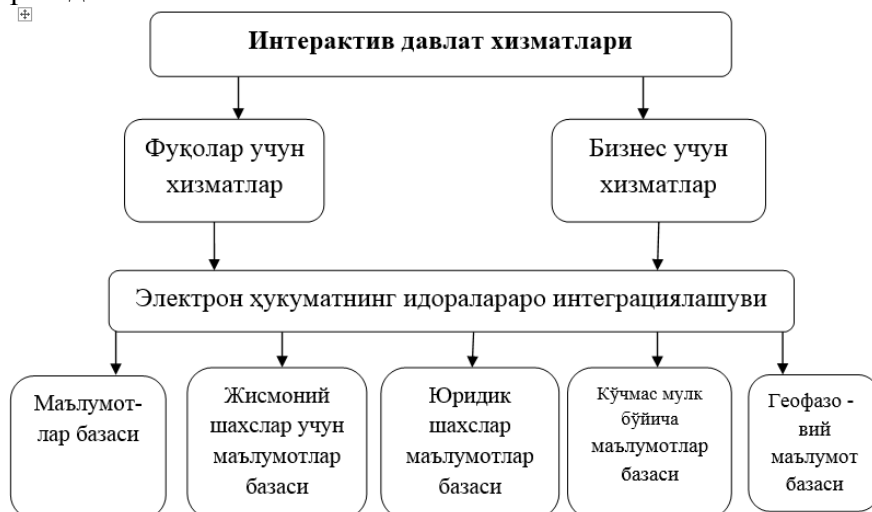 Интерактив давлат хизматлари
Фуқолар учун
хизматлар
Бизнес учун
хизматлар
Электрон ҳукуматнинг идоралараро интеграциялашуви
Маълумот-
лар базаси
Жисмоний
шахслар учун
маълумотлар
базаси
Юридик
шахслар
маълумотлар
базаси
Кўчмас мулк
бўйича
маълумотлар
базаси
Геофазо -
вий
маълумот
базаси